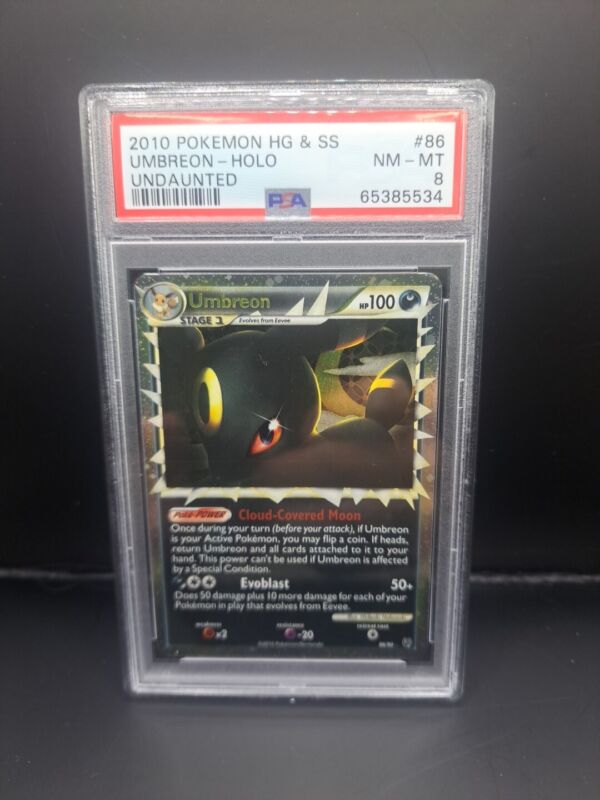 2010 POKEMON HG & SS #86
UMBREON - HOLO NM - MT
UNDAUNTED 8
PSA 65385534
Umbreon HP100
STAGE 1 Evolves from Eevee
Poké-POWER Cloud-Covered Moon
Once during your turn (before your attack), if Umbreon
is your Active Pokémon, you may flip a coin. If heads,
return Umbreon and all cards attached to it to your
hand. This power can't be used if Umbreon is affected
by a Special Condition.
Evoblast 50+
Does 50 damage plus 10 more damage for each of your
Pokémon in play that evolves from Eevee.
weakness resistance retreat cost
x2 -20